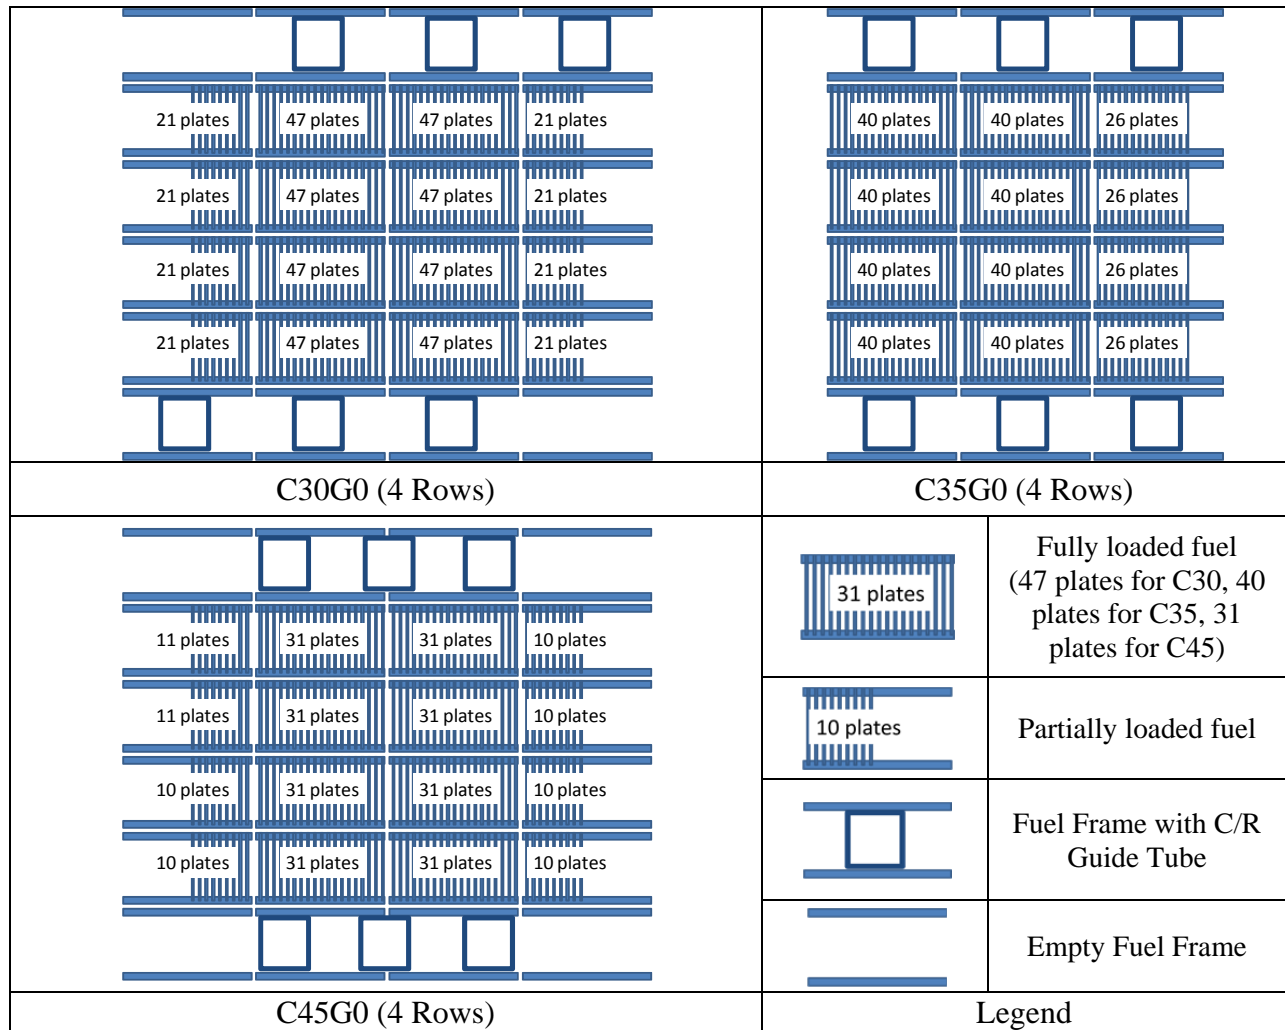 21 plates 47 plates 47 plates 21 plates
21 plates 47 plates 47 plates 21 plates
21 plates 47 plates 47 plates 21 plates
21 plates 47 plates 47 plates 21 plates
C30G0 (4 Rows)
40 plates 40 plates 26 plates
40 plates 40 plates 26 plates
40 plates 40 plates 26 plates
40 plates 40 plates 26 plates
C35G0 (4 Rows)
11 plates 31 plates 31 plates 10 plates
11 plates 31 plates 31 plates 10 plates
10 plates 31 plates 31 plates 10 plates
10 plates 31 plates 31 plates 10 plates
C45G0 (4 Rows)
31 plates
Fully loaded fuel
(47 plates for C30, 40
plates for C35, 31
plates for C45)
10 plates
Partially loaded fuel
Fuel Frame with C/R
Guide Tube
Empty Fuel Frame
Legend